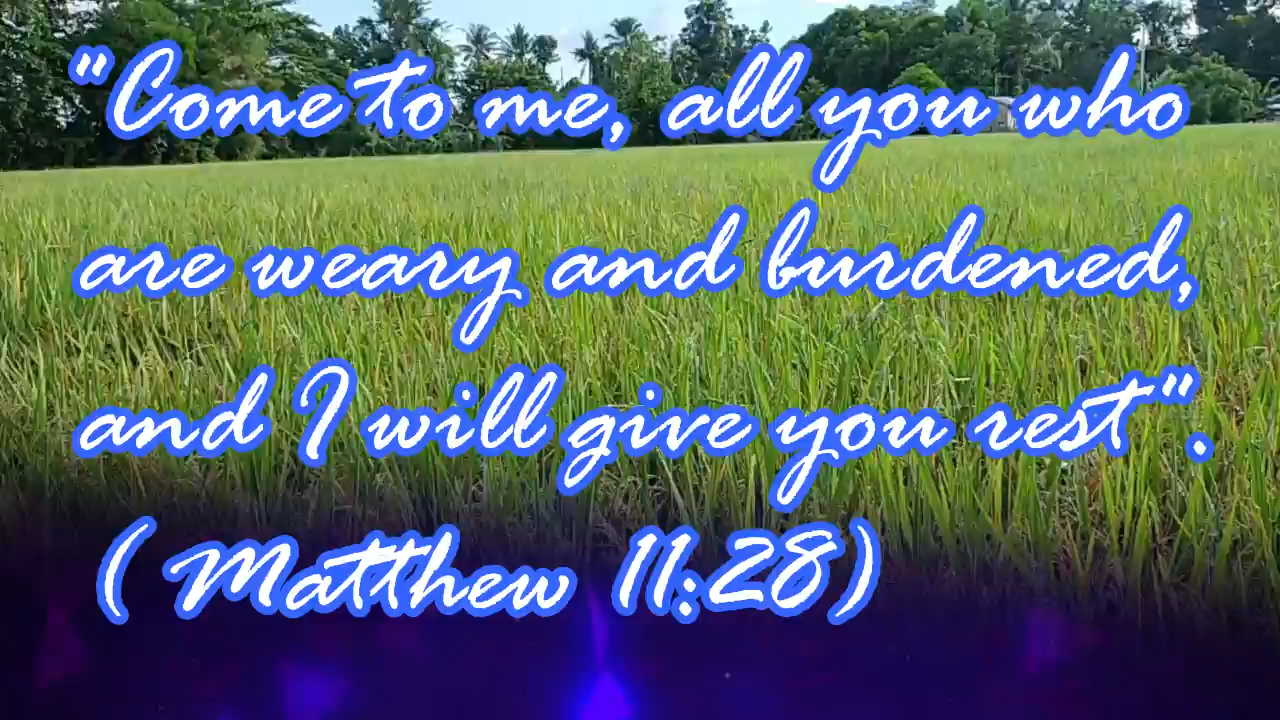 "Come to me, all you who
are weary and burdened,
and I will give you rest".
( Matthew 11:28)